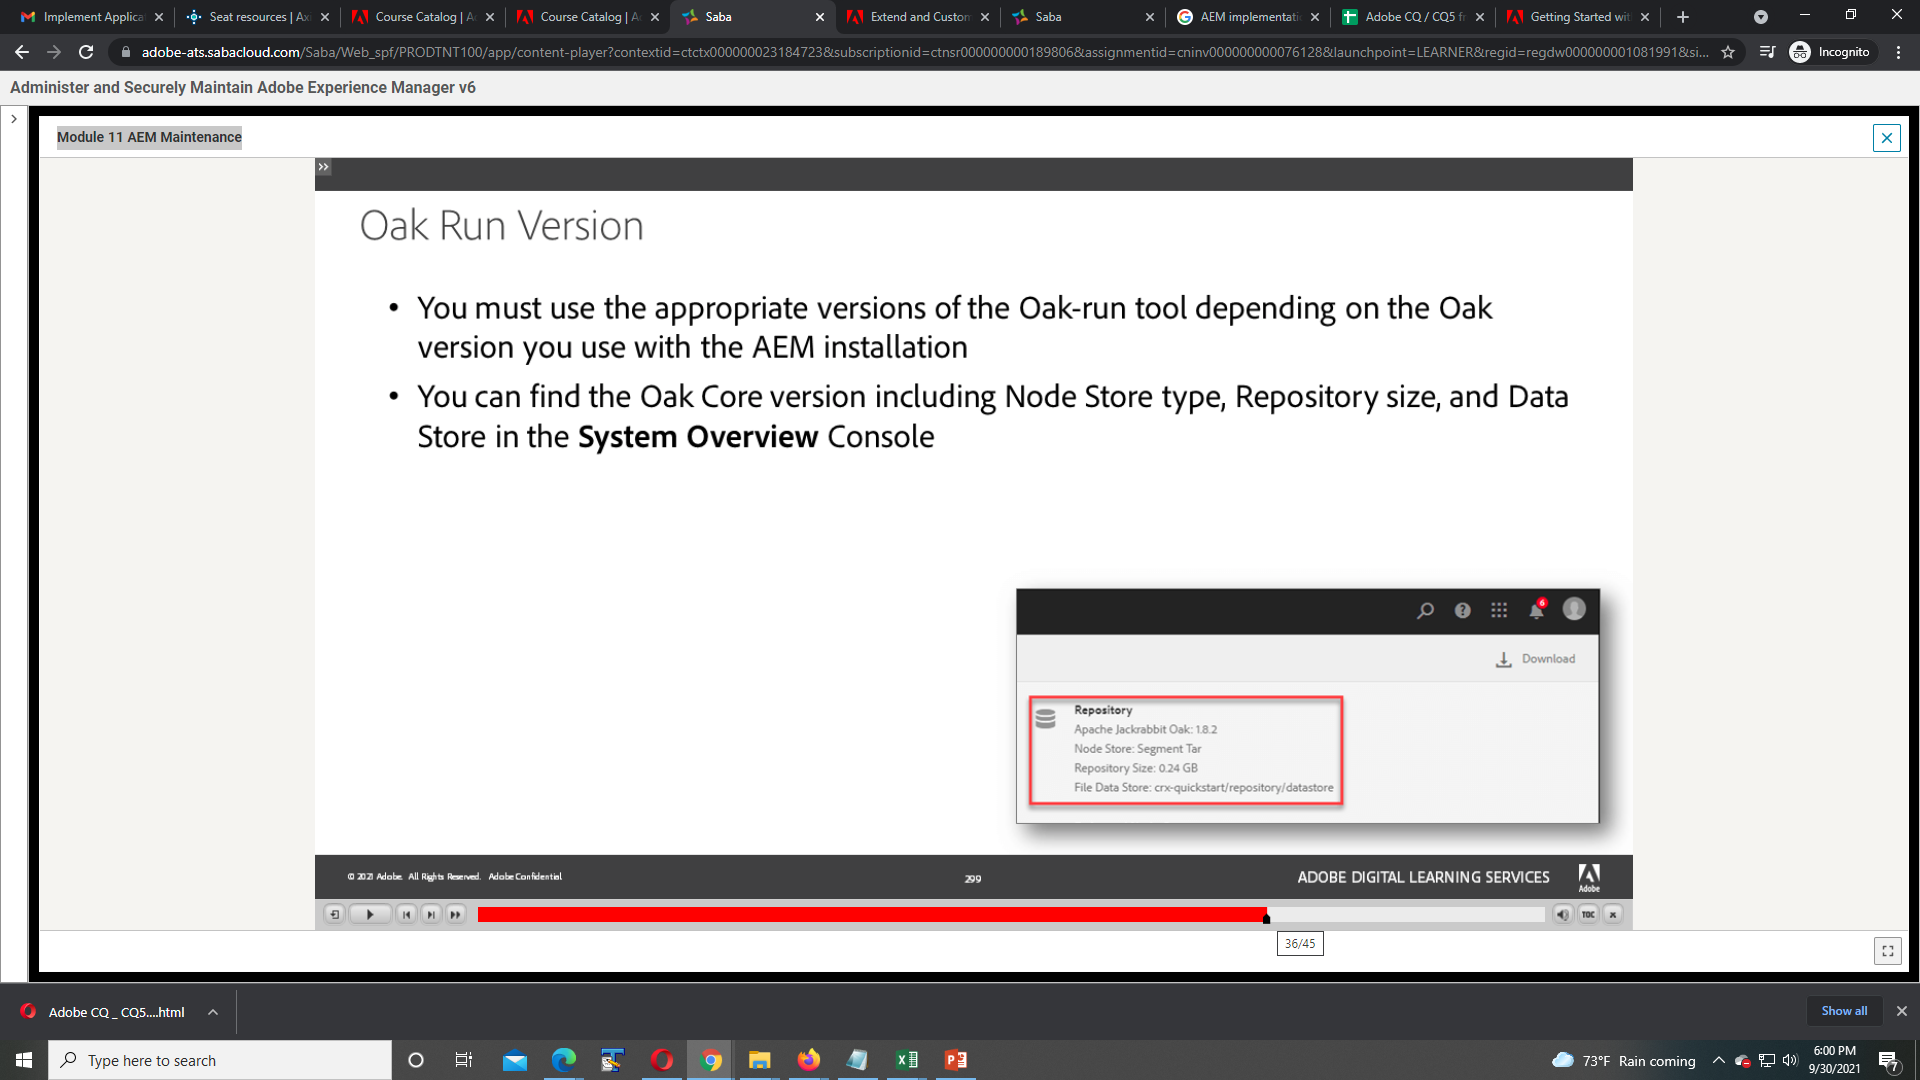 Implement Applica
Seat resources | Ax
Course Catalog | A
Course Catalog | A
Saba
Extend and Custom
Saba
AEM implementati
Adobe CQ / CQ5 fr
Getting Started wit
adobe-ats.sabacloud.com/Saba/Web_spf/PRODTNT100/app/content-player?contextid=ctctx000000023184723&subscriptionid=ctnsr000000000189806&assignmentid=cninv000000000076128&launchpoint=LEARNER&regid=regdw000000001081991&si...
Incognito
Administer and Securely Maintain Adobe Experience Manager v6
Module 11 AEM Maintenance
Oak Run Version
• You must use the appropriate versions of the Oak-run tool depending on the Oak
version you use with the AEM installation
• You can find the Oak Core version including Node Store type, Repository size, and Data
Store in the System Overview Console
6
Download
Repository
Apache Jackrabbit Oak: 1.8.2
Node Store: Segment Tar
Repository Size: 0.24 GB
File Data Store: crx-quickstart/repository/datastore
© 2021 Adobe. All Rights Reserved. Adobe Confidential
299
ADOBE DIGITAL LEARNING SERVICES
Adobe
TOC
36/45
Adobe CQ _ CQ5....html
Show all
Type here to search
73°F Rain coming
6:00 PM
9/30/2021
7